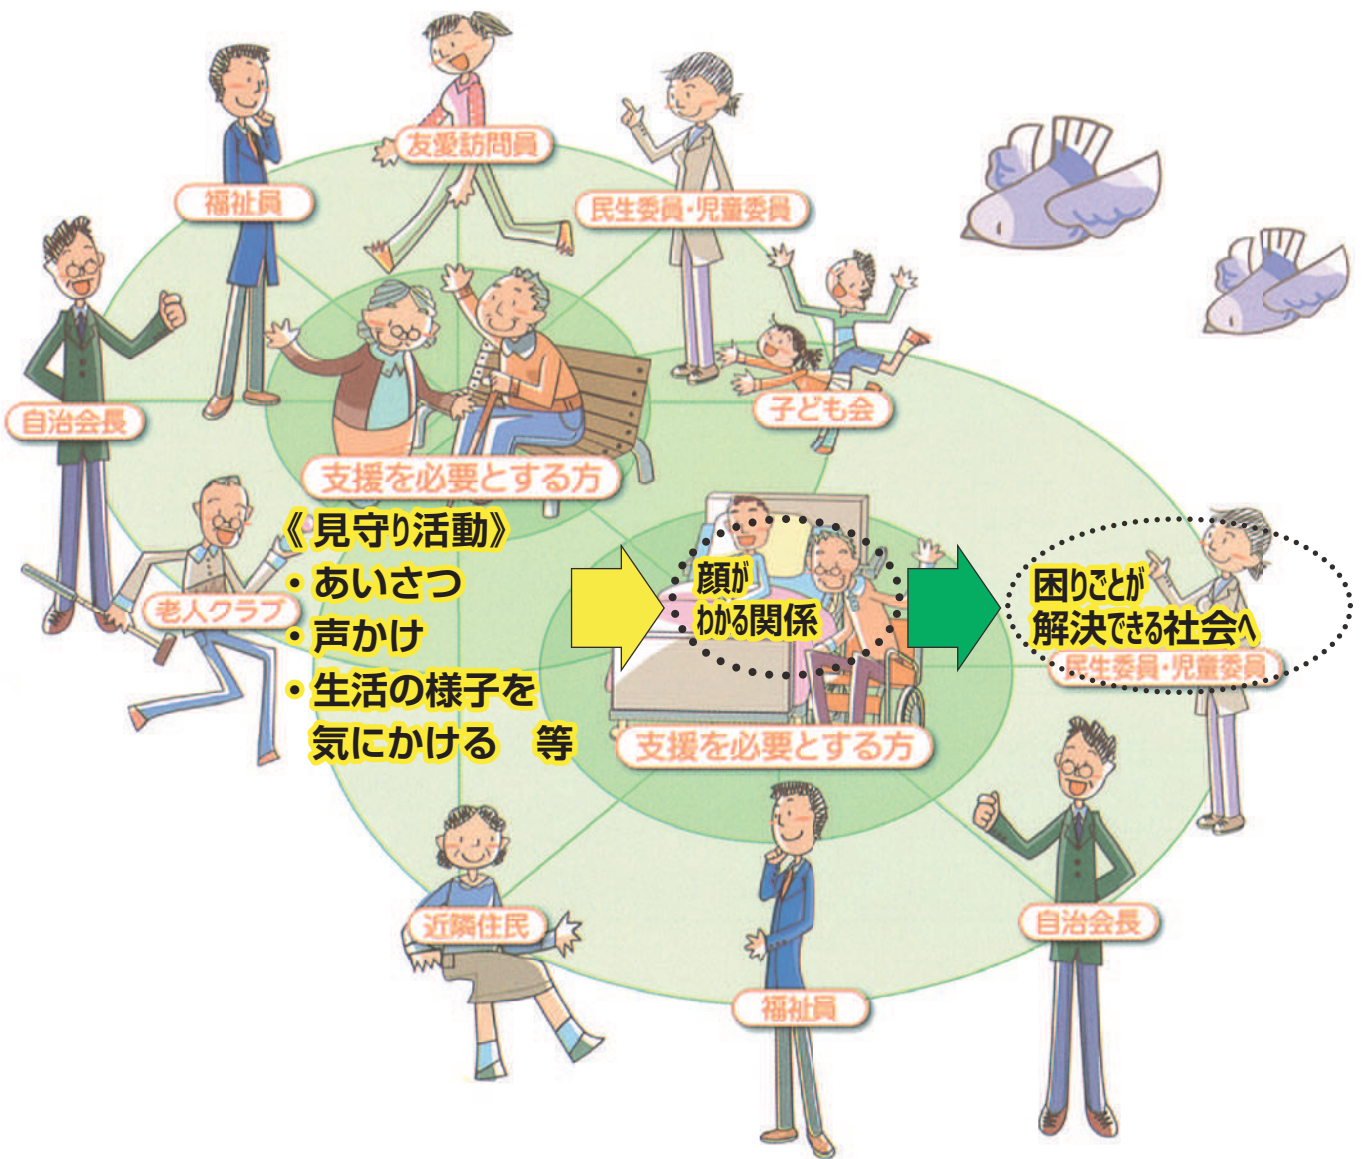 友愛訪問員
福祉員
民生委員・児童委員
自治会長
子ども会
支援を必要とする方
《見守り活動》
・あいさつ
・声かけ
・生活の様子を
気にかける 等
老人クラブ
顔が
わかる関係
困りごとが
解決できる社会へ
民生委員・児童委員
支援を必要とする方
近隣住民
自治会長
福祉員